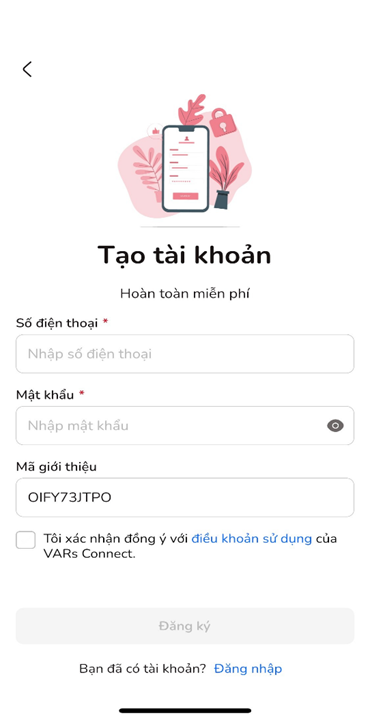 Tạo tài khoản
Hoàn toàn miễn phí
Số điện thoại *
Nhập số điện thoại
Mật khẩu *
Nhập mật khẩu
Mã giới thiệu
OIFY73JTPO
Tôi xác nhận đồng ý với điều khoản sử dụng của
VARs Connect.
Đăng ký
Bạn đã có tài khoản? Đăng nhập